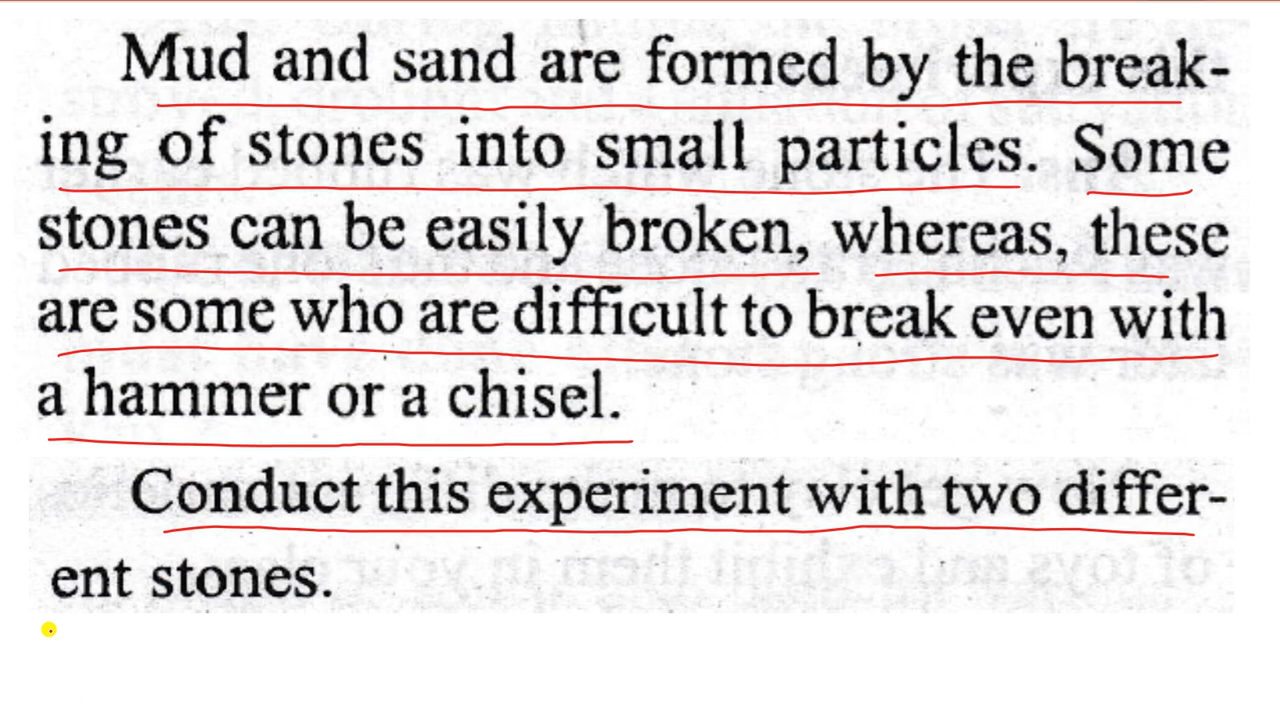 Mud and sand are formed by the break-
ing of stones into small particles. Some
stones can be easily broken, whereas, these
are some who are difficult to break even with
a hammer or a chisel.
Conduct this experiment with two differ-
ent stones.